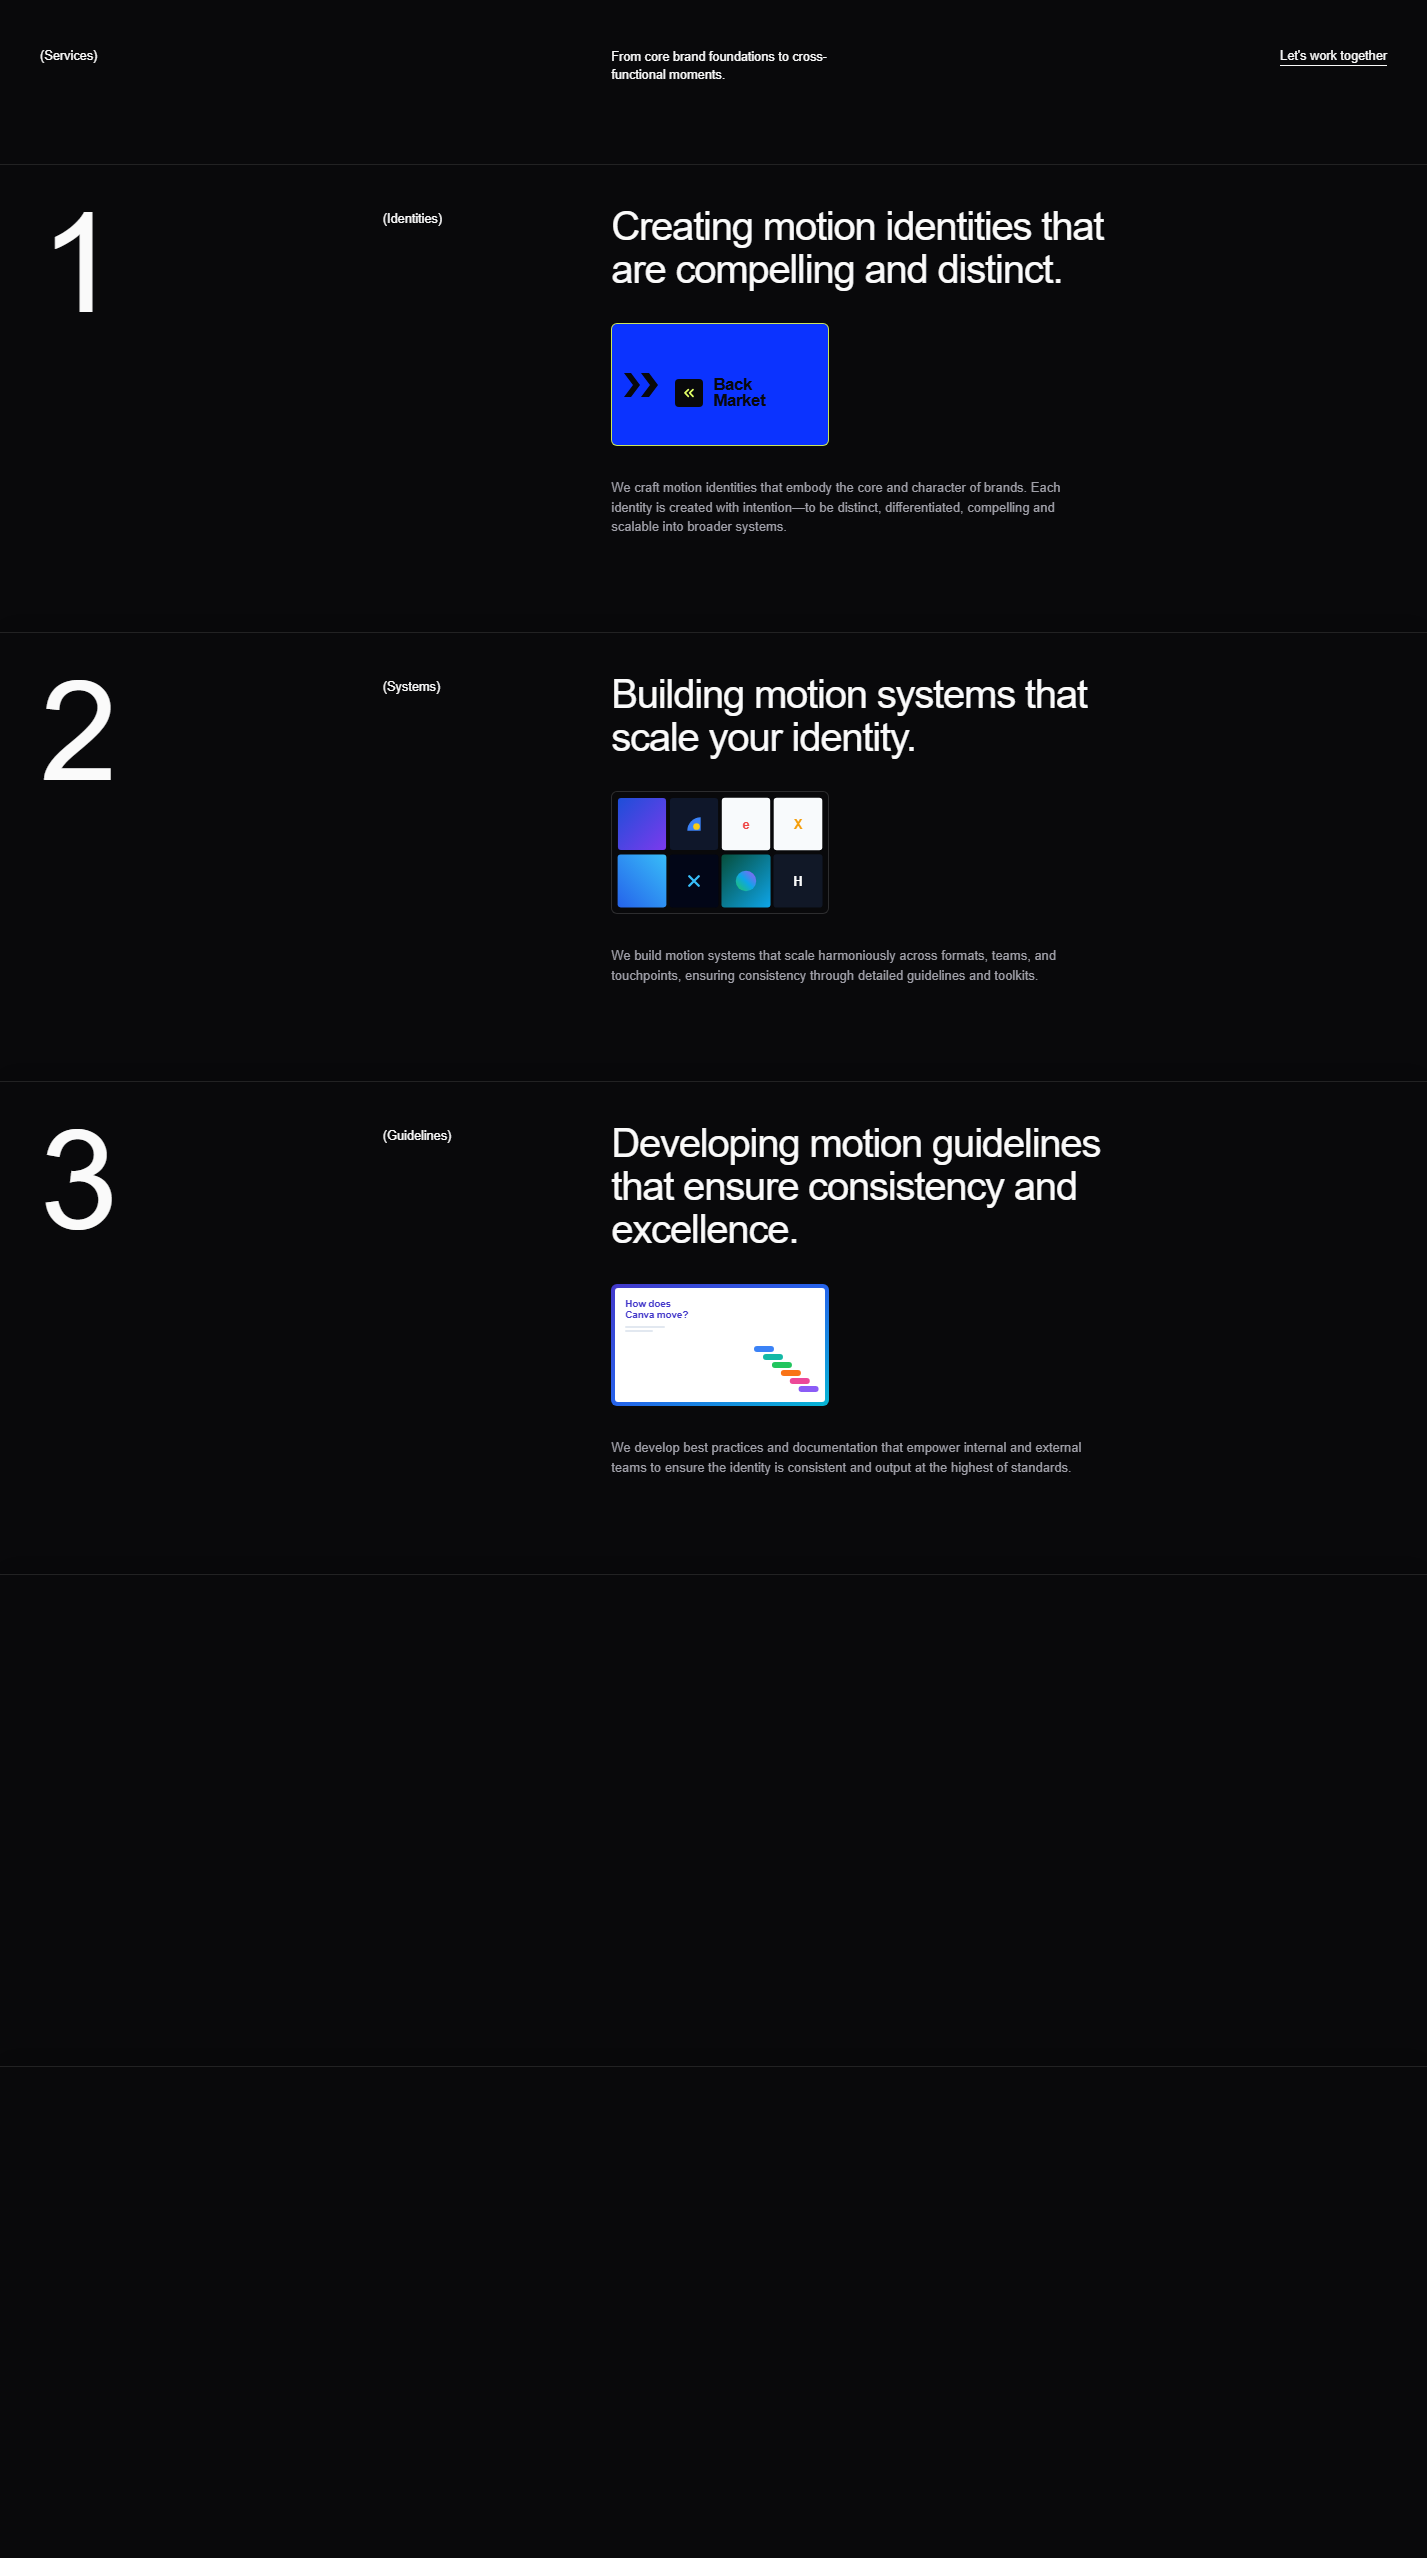 (Services)
From core brand foundations to cross-
functional moments.
Let's work together
1
(Identities)
Creating motion identities that
are compelling and distinct.
Back
Market
We craft motion identities that embody the core and character of brands. Each
identity is created with intention—to be distinct, differentiated, compelling and
scalable into broader systems.
2
(Systems)
Building motion systems that
scale your identity.
e
X
H
We build motion systems that scale harmoniously across formats, teams, and
touchpoints, ensuring consistency through detailed guidelines and toolkits.
3
(Guidelines)
Developing motion guidelines
that ensure consistency and
excellence.
How does
Canva move?
We develop best practices and documentation that empower internal and external
teams to ensure the identity is consistent and output at the highest of standards.